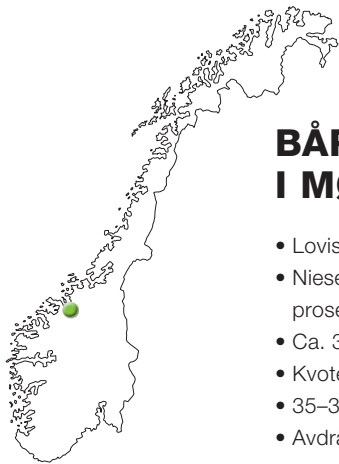 BÅR
I MØ
• Lovis
• Niese
prose
• Ca. 3
• Kvote
• 35–3
• Avdra